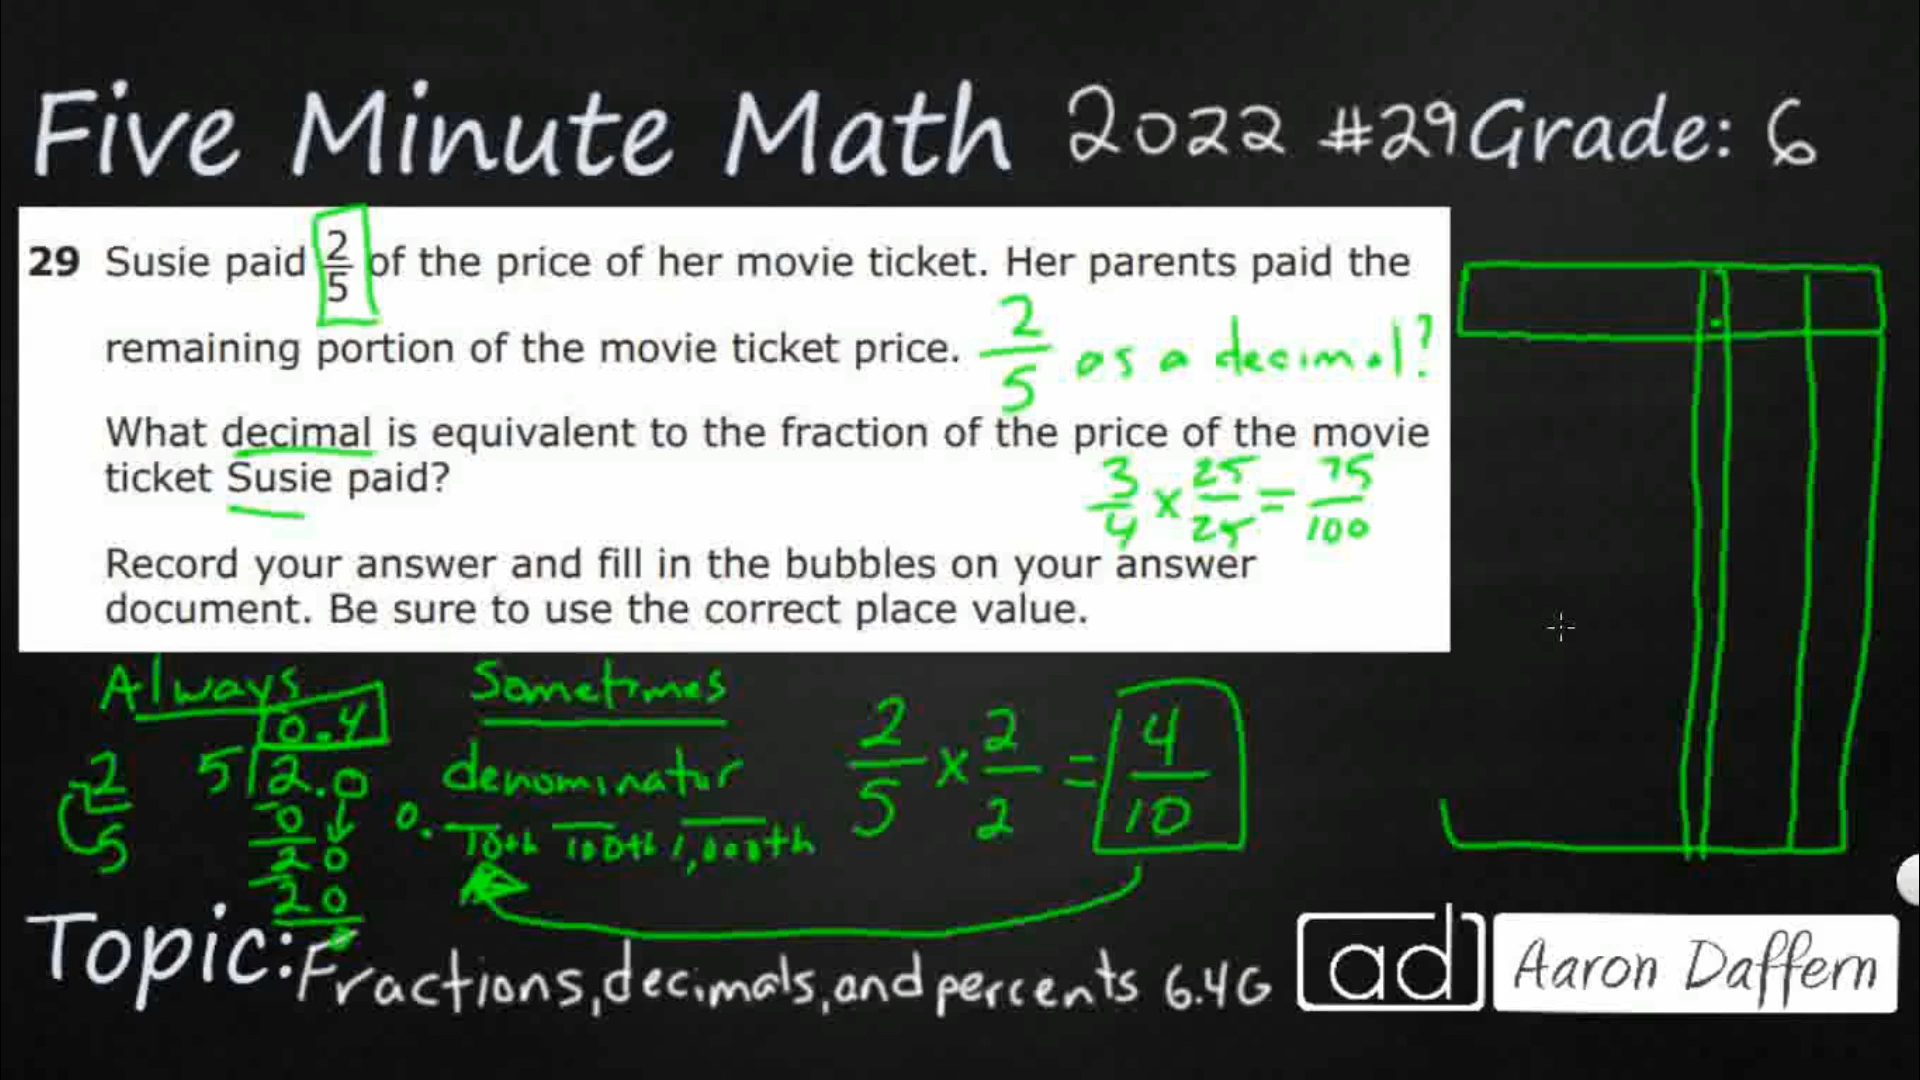 Five Minute Math 2022 #29 Grade: 6
29 Susie paid 2/5 of the price of her movie ticket. Her parents paid the
remaining portion of the movie ticket price.
2/5 as a decimal?
What decimal is equivalent to the fraction of the price of the movie
ticket Susie paid?
3/4 x 25/25 = 75/100
Record your answer and fill in the bubbles on your answer
document. Be sure to use the correct place value.
Always
0.4
2/5
5 2.0
0
20
20
0
Sometimes
denominator
0. 10th 100th 1,000th
2/5 x 2/2 = 4/10
Topic: Fractions, decimals, and percents 6.4G
ad Aaron Daffern